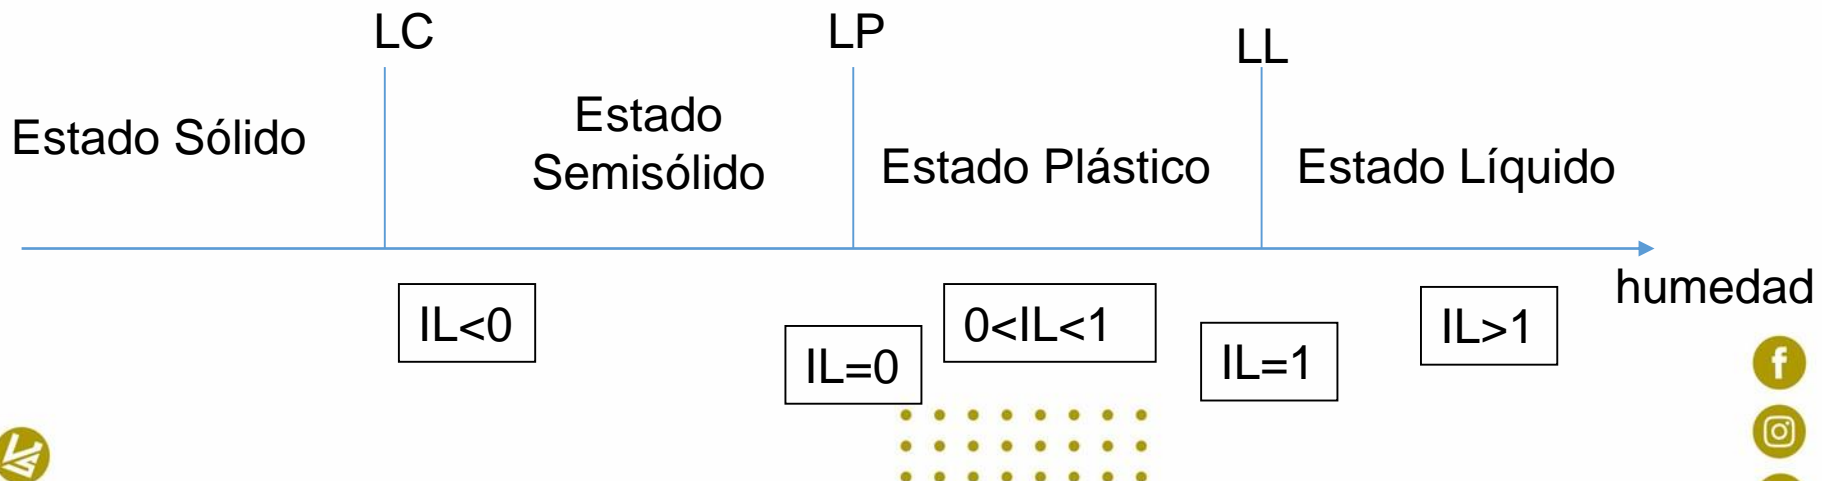 LC
LP
LL
Estado Sólido
Estado
Semisólido
Estado Plástico
Estado Líquido
humedad
IL<0
IL=0
0<IL<1
IL=1
IL>1